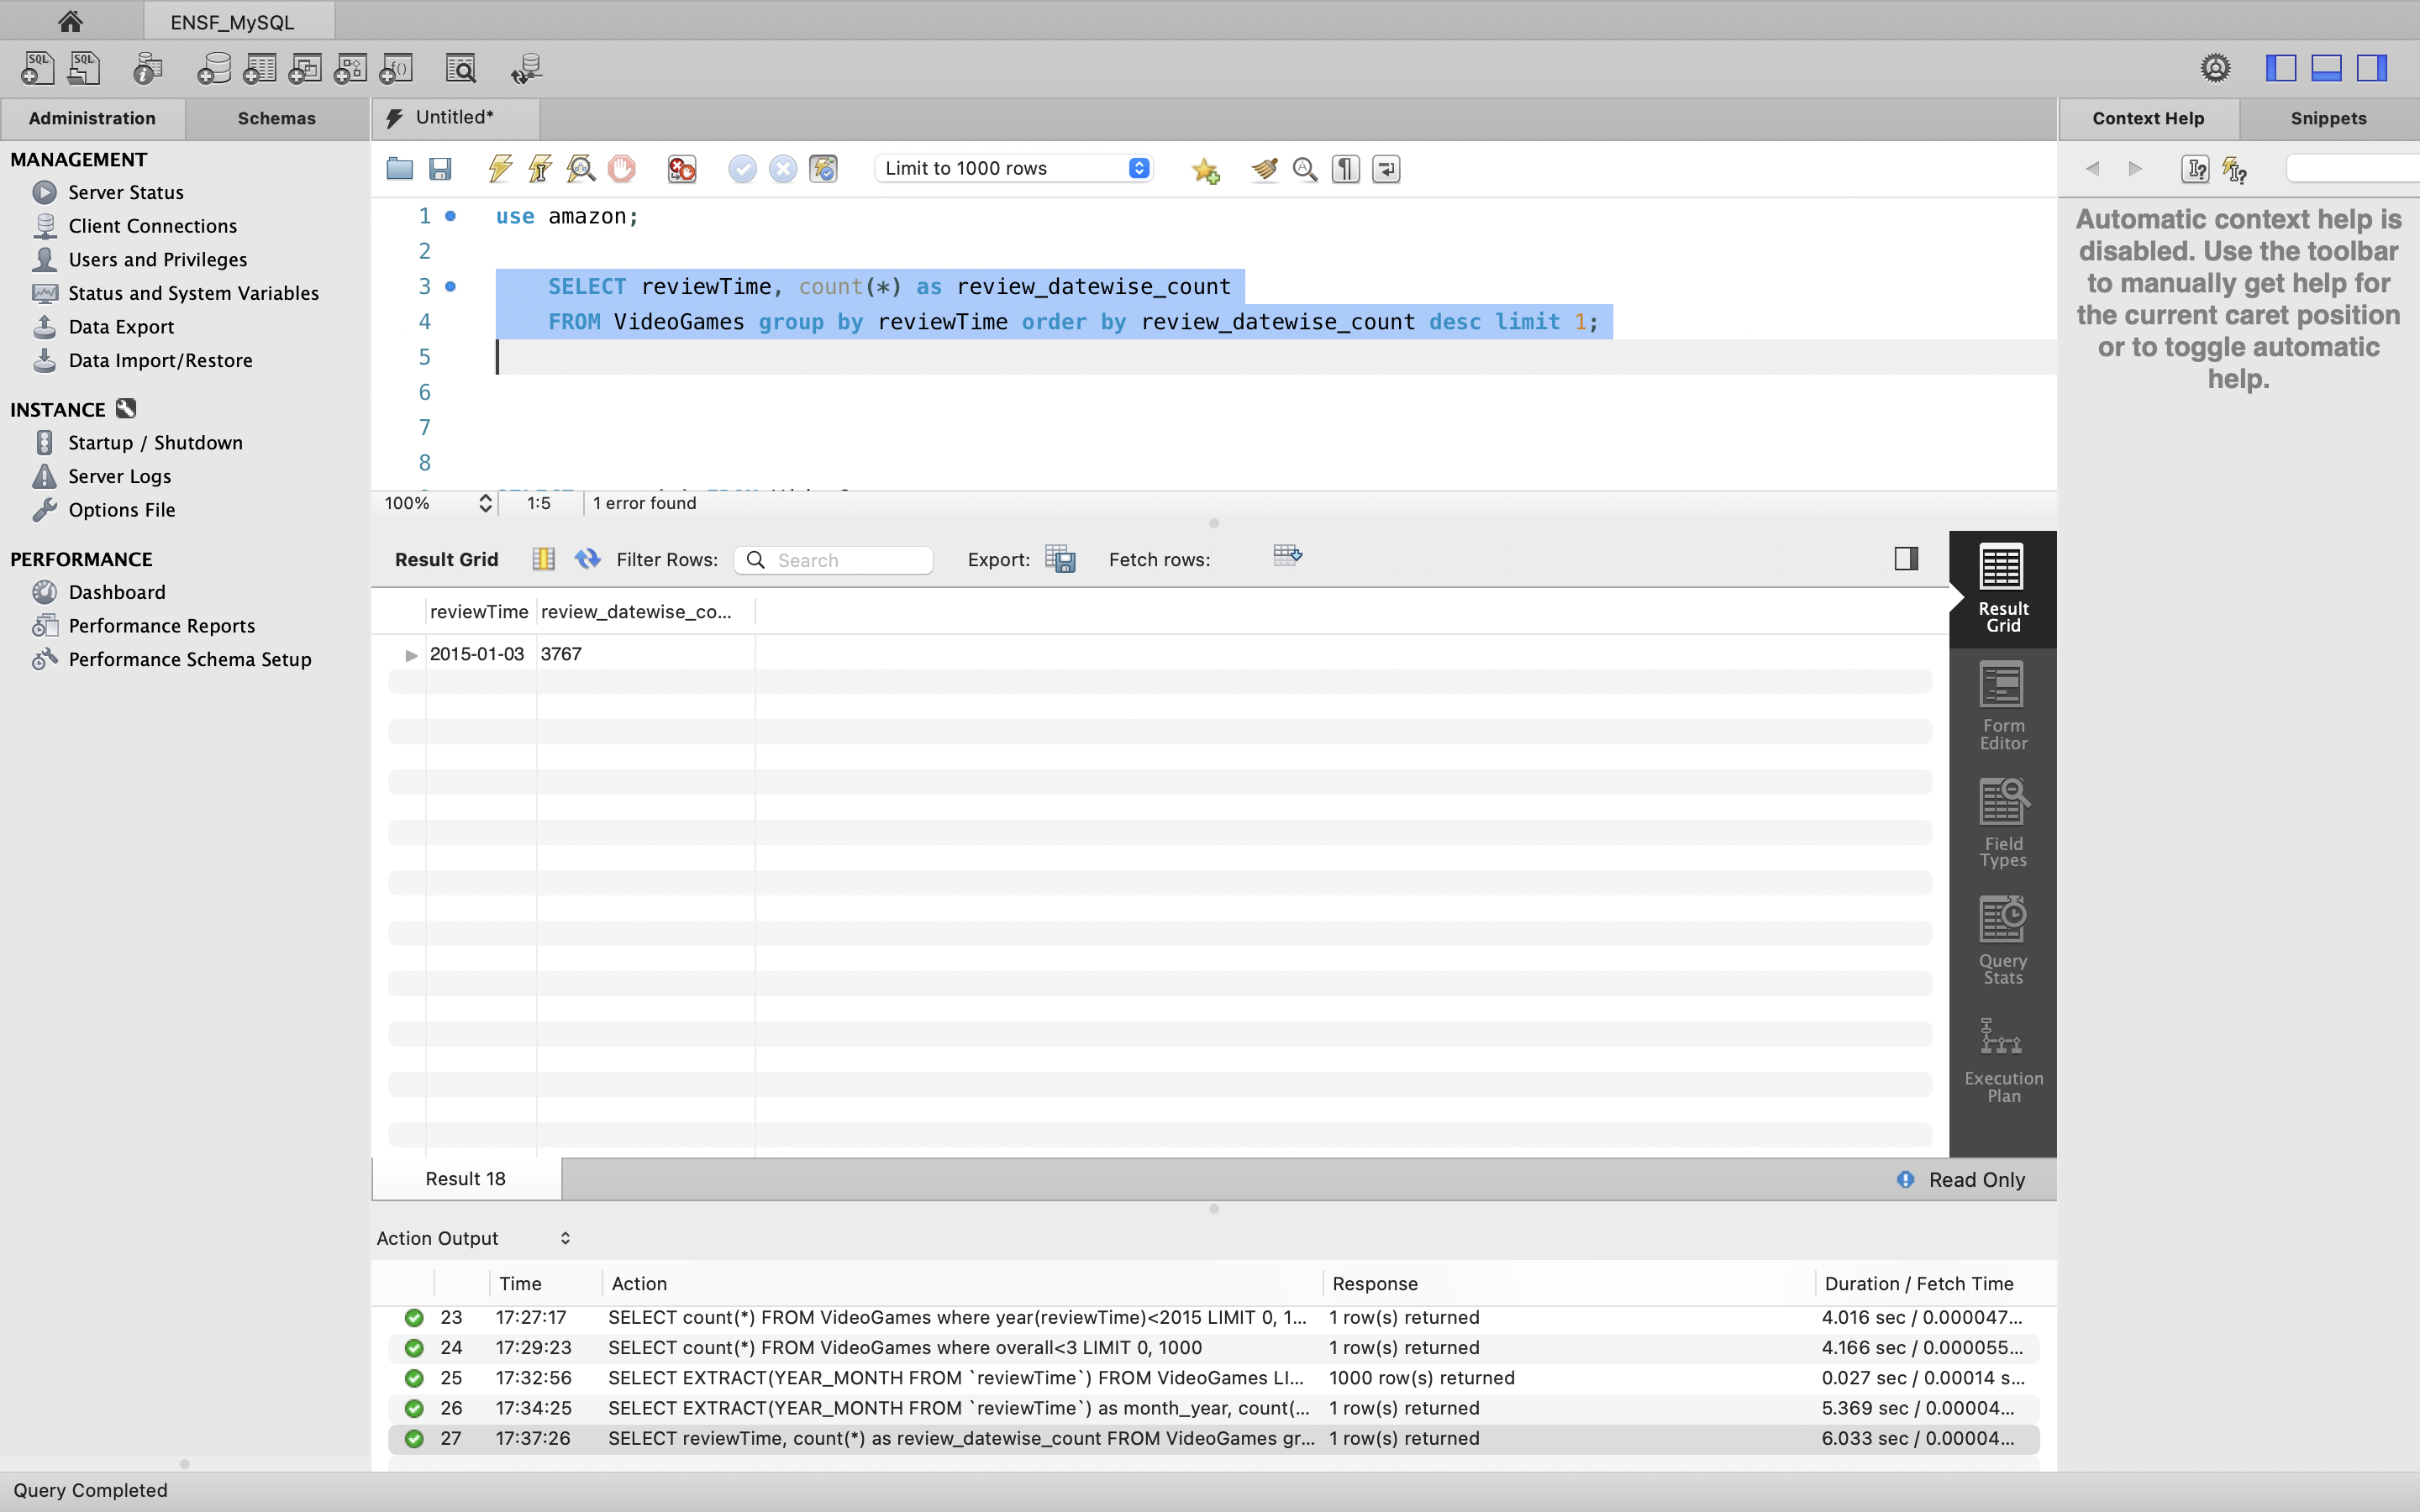 ENSF_MySQL
SQL SQL
Administration Schemas
Untitled*
Context Help Snippets
MANAGEMENT
Server Status
Client Connections
Users and Privileges
Status and System Variables
Data Export
Data Import/Restore
INSTANCE
Startup / Shutdown
Server Logs
Options File
PERFORMANCE
Dashboard
Performance Reports
Performance Schema Setup
Limit to 1000 rows
1 use amazon;
2
3 SELECT reviewTime, count(*) as review_datewise_count
4 FROM VideoGames group by reviewTime order by review_datewise_count desc limit 1;
5
6
7
8
100% 1:5 1 error found
Automatic context help is
disabled. Use the toolbar
to manually get help for
the current caret position
or to toggle automatic
help.
Result Grid Filter Rows: Search Export: Fetch rows:
reviewTime review_datewise_co...
2015-01-03 3767
Result
Grid
Form
Editor
Field
Types
Query
Stats
Execution
Plan
Result 18 Read Only
Action Output
Time Action Response Duration / Fetch Time
23 17:27:17 SELECT count(*) FROM VideoGames where year(reviewTime)<2015 LIMIT 0, 1... 1 row(s) returned 4.016 sec / 0.000047...
24 17:29:23 SELECT count(*) FROM VideoGames where overall<3 LIMIT 0, 1000 1 row(s) returned 4.166 sec / 0.000055...
25 17:32:56 SELECT EXTRACT(YEAR_MONTH FROM `reviewTime`) FROM VideoGames LI... 1000 row(s) returned 0.027 sec / 0.00014 s...
26 17:34:25 SELECT EXTRACT(YEAR_MONTH FROM `reviewTime`) as month_year, count(... 1 row(s) returned 5.369 sec / 0.00004...
27 17:37:26 SELECT reviewTime, count(*) as review_datewise_count FROM VideoGames gr... 1 row(s) returned 6.033 sec / 0.00004...
Query Completed